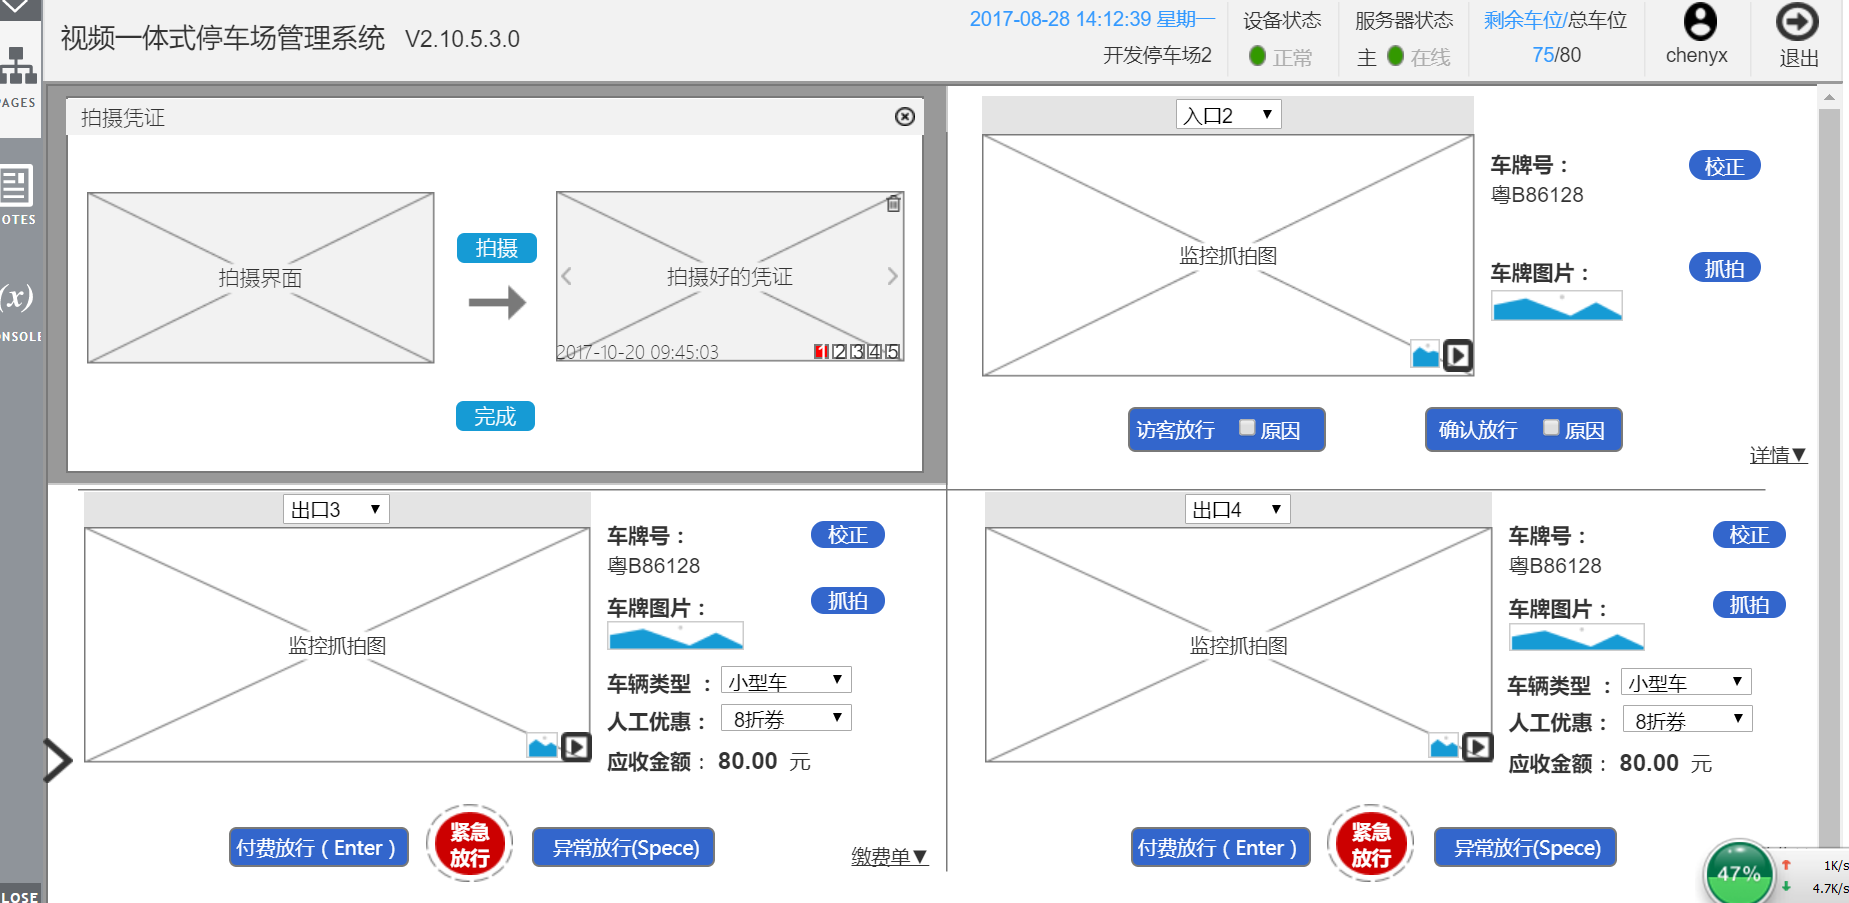 视频一体式停车场管理系统 V2.10.5.3.0
2017-08-28 14:12:39 星期一
开发停车场2
设备状态
正常
服务器状态
主 在线
剩余车位/总车位
75/80
chenyx
退出
PAGES
OTES
(x)
ONSOLE
LOSE
拍摄凭证
拍摄界面
拍摄
拍摄好的凭证
2017-10-20 09:45:03
1 2 3 4 5
完成
入口2
监控抓拍图
车牌号：
校正
粤B86128
车牌图片：
抓拍
访客放行 原因
确认放行 原因
详情▼
出口3
监控抓拍图
车牌号：
校正
粤B86128
车牌图片：
抓拍
车辆类型 ： 小型车
人工优惠： 8折券
应收金额： 80.00 元
付费放行（Enter）
紧急
放行
异常放行(Spece)
缴费单▼
出口4
监控抓拍图
车牌号：
校正
粤B86128
车牌图片：
抓拍
车辆类型 ： 小型车
人工优惠： 8折券
应收金额： 80.00 元
付费放行（Enter）
紧急
放行
异常放行(Spece)
47%
1K/s
4.7K/s